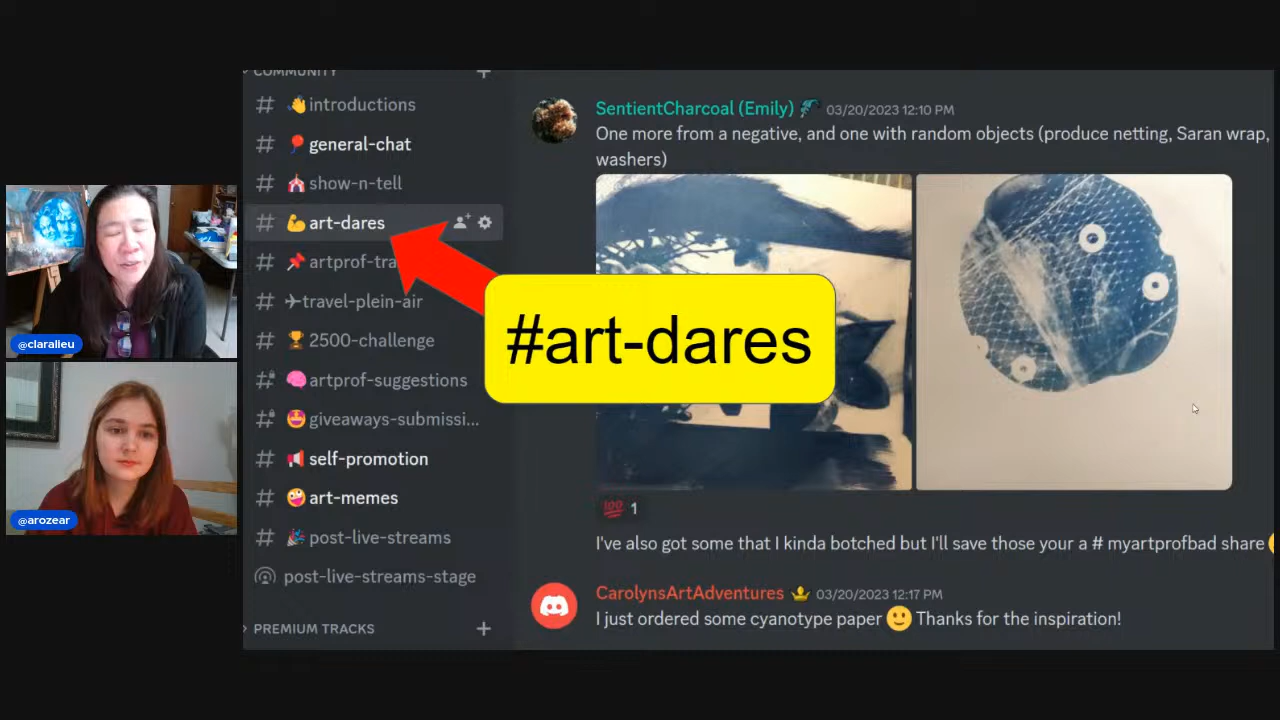 COMMUNITY
introductions
general-chat
show-n-tell
art-dares
artprof-tra
travel-plein-air
2500-challenge
artprof-suggestions
giveaways-submissi...
self-promotion
art-memes
post-live-streams
post-live-streams-stage
PREMIUM TRACKS
@claralieu
@arozear
#art-dares
SentientCharcoal (Emily) 03/20/2023 12:10 PM
One more from a negative, and one with random objects (produce netting, Saran wrap,
washers)
100 1
I've also got some that I kinda botched but I'll save those your a # myartprofbad share
CarolynsArtAdventures 03/20/2023 12:17 PM
I just ordered some cyanotype paper 🙂 Thanks for the inspiration!